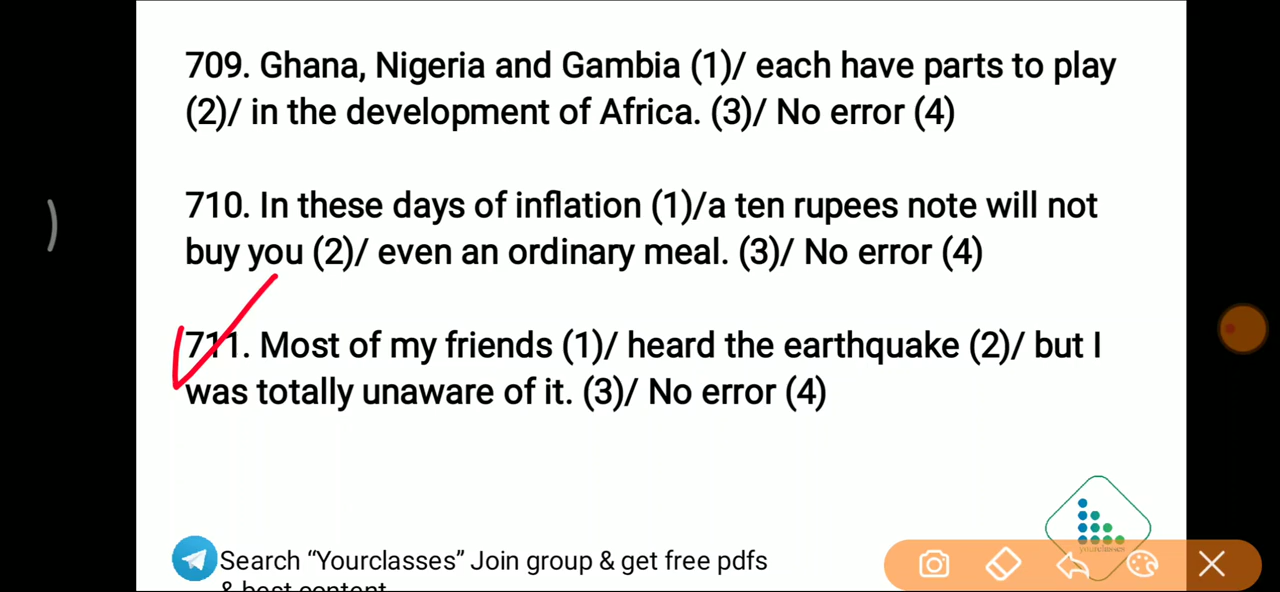 709. Ghana, Nigeria and Gambia (1)/ each have parts to play
(2)/ in the development of Africa. (3)/ No error (4)
710. In these days of inflation (1)/a ten rupees note will not
buy you (2)/ even an ordinary meal. (3)/ No error (4)
711. Most of my friends (1)/ heard the earthquake (2)/ but I
was totally unaware of it. (3)/ No error (4)
yourclasses
Search “Yourclasses” Join group & get free pdfs
& best content